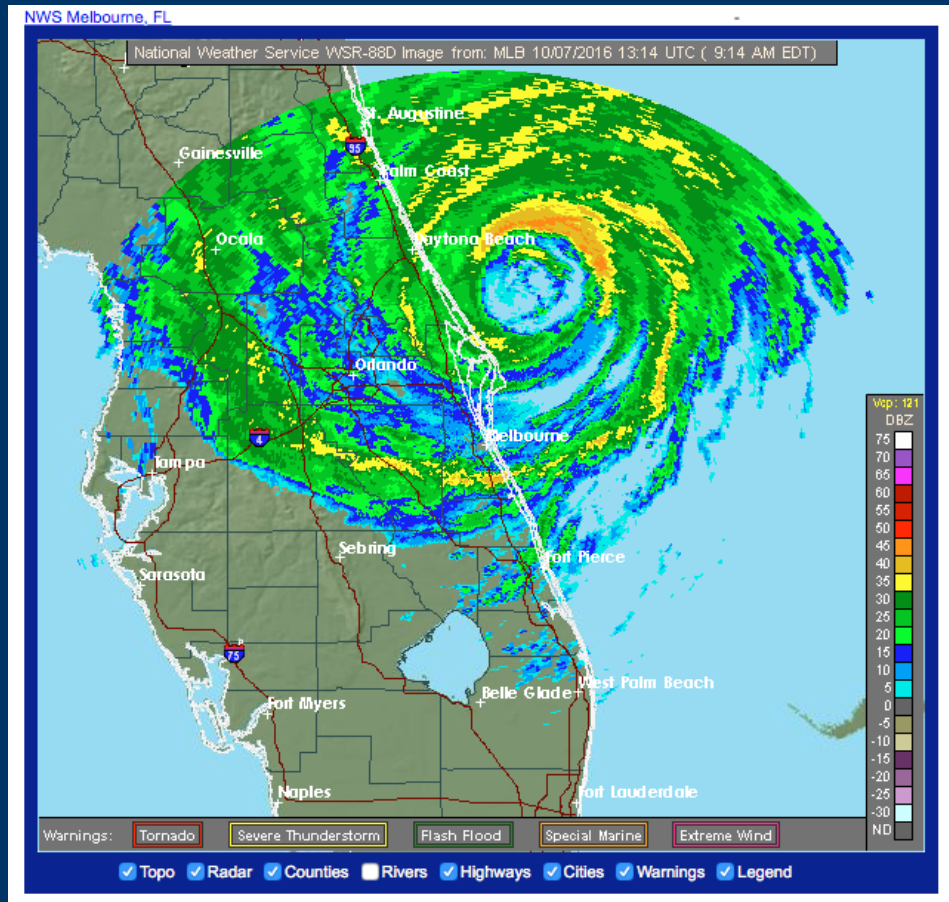 NWS Melbourne, FL
National Weather Service WSR-88D Image from: MLB 10/07/2016 13:14 UTC ( 9:14 AM EDT)
St. Augustine
95
Gainesville
Palm Coast
Ocala
Daytona Beach
Orlando
Vcp: 121
DBZ
75
70
65
60
55
50
45
40
35
30
25
20
15
10
5
0
-5
-10
-15
-20
-25
-30
ND
4
Melbourne
Tampa
Sebring
Fort Pierce
Sarasota
75
Belle Glade
West Palm Beach
Fort Myers
Naples
Fort Lauderdale
Warnings: Tornado Severe Thunderstorm Flash Flood Special Marine Extreme Wind
Topo Radar Counties Rivers Highways Cities Warnings Legend